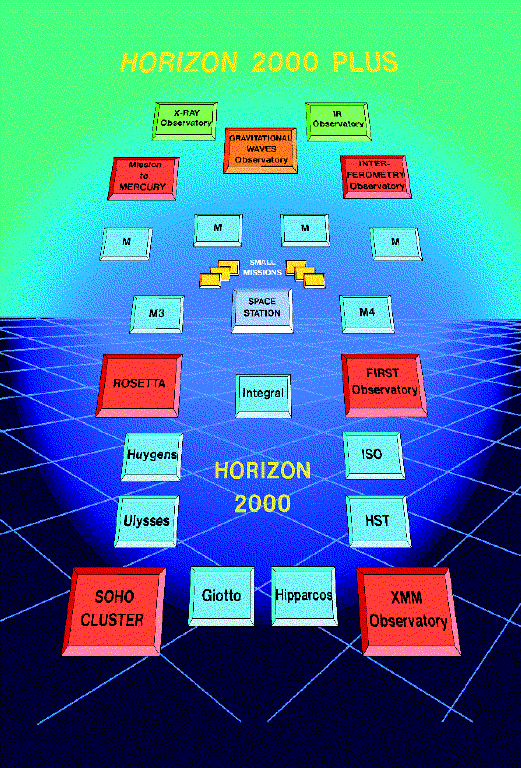 HORIZON 2000 PLUS
X-RAY
Observatory
IR
Observatory
GRAVITATIONAL
WAVES
Observatory
Mission
to
MERCURY
INTER-
FEROMETRY
Observatory
M
M
M
M
SMALL
MISSIONS
M3
SPACE
STATION
M4
ROSETTA
Integral
FIRST
Observatory
Huygens
ISO
HORIZON
2000
Ulysses
HST
SOHO
CLUSTER
Giotto
Hipparcos
XMM
Observatory